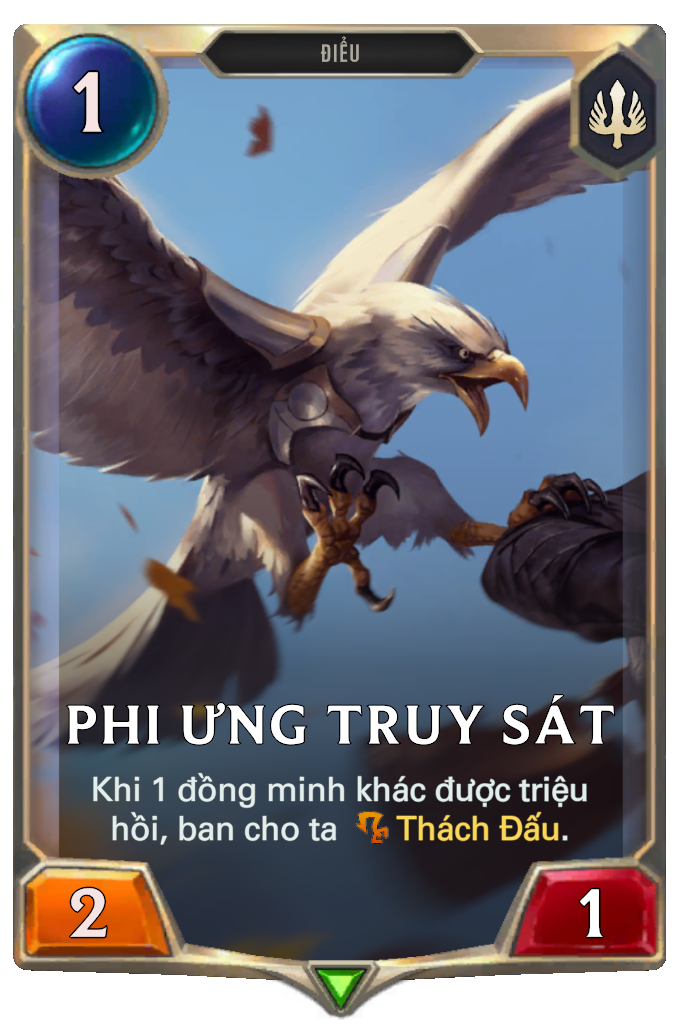 ĐIỂU
1
PHI ƯNG TRUY SÁT
Khi 1 đồng minh khác được triệu
hồi, ban cho ta Thách Đấu.
2
1